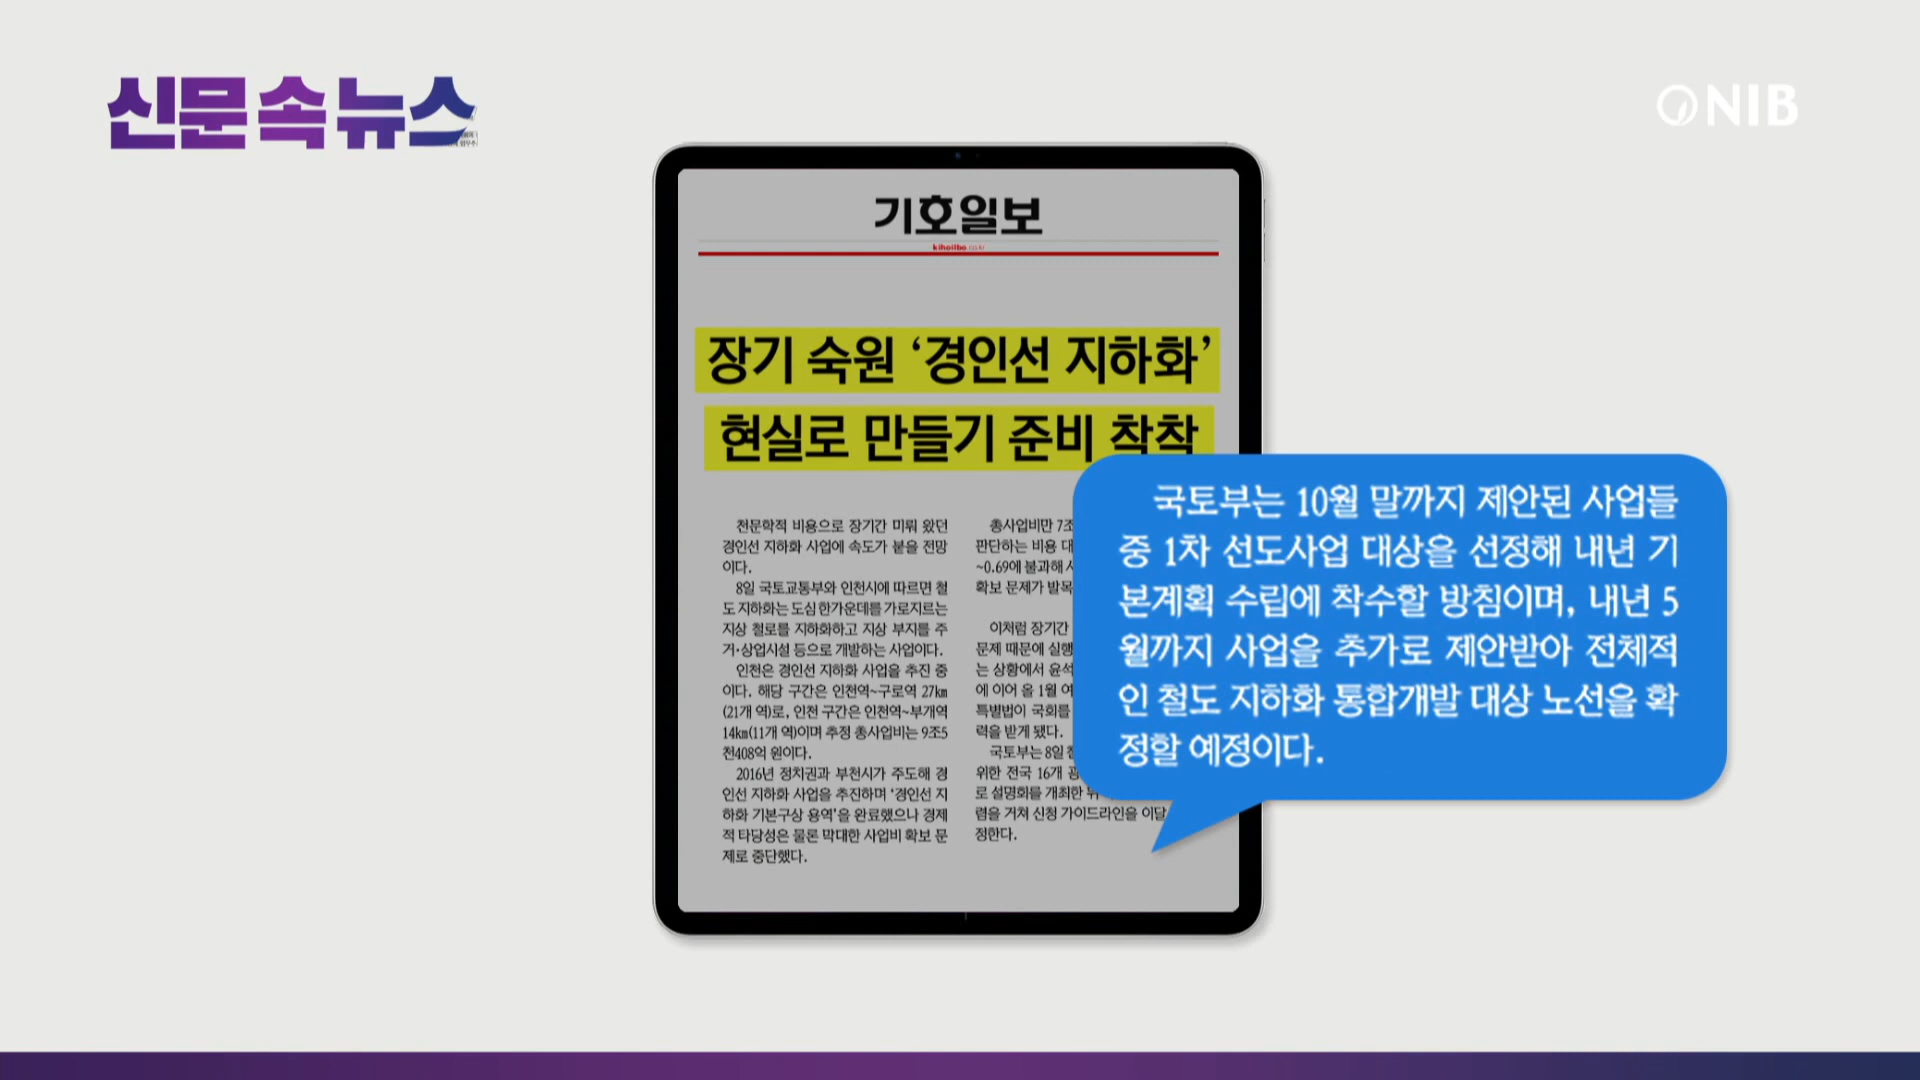 신문 속 뉴스
NIB
기호일보
kihoilbo.co.kr
장기 숙원 ‘경인선 지하화’
현실로 만들기 준비 착착
천문학적 비용으로 장기간 미뤄 왔던
경인선 지하화 사업에 속도가 붙을 전망
이다.
8일 국토교통부와 인천시에 따르면 철
도 지하화는 도심 한가운데를 가로지르는
지상 철로를 지하화하고 지상 부지를 주
거·상업시설 등으로 개발하는 사업이다.
인천은 경인선 지하화 사업을 추진 중
이다. 해당 구간은 인천역~구로역 27㎞
(21개 역)로, 인천 구간은 인천역~부개역
14㎞(11개 역)이며 추정 총사업비는 9조5
천408억 원이다.
2016년 정치권과 부천시가 주도해 경
인선 지하화 사업을 추진하며 ‘경인선 지
하화 기본구상 용역’을 완료했으나 경제
적 타당성은 물론 막대한 사업비 확보 문
제로 중단했다.
총사업비만 7조
판단하는 비용 대
~0.69에 불과해
확보 문제가 발목
이처럼 장기간
문제 때문에 실행
는 상황에서 윤석
에 이어 올 1월 여
특별법이 국회를
력을 받게 됐다.
국토부는 8일
위한 전국 16개
로 설명회를 개최한 뒤
렴을 거쳐 신청 가이드라인을 이달
정한다.
국토부는 10월 말까지 제안된 사업들
중 1차 선도사업 대상을 선정해 내년 기
본계획 수립에 착수할 방침이며, 내년 5
월까지 사업을 추가로 제안받아 전체적
인 철도 지하화 통합개발 대상 노선을 확
정할 예정이다.